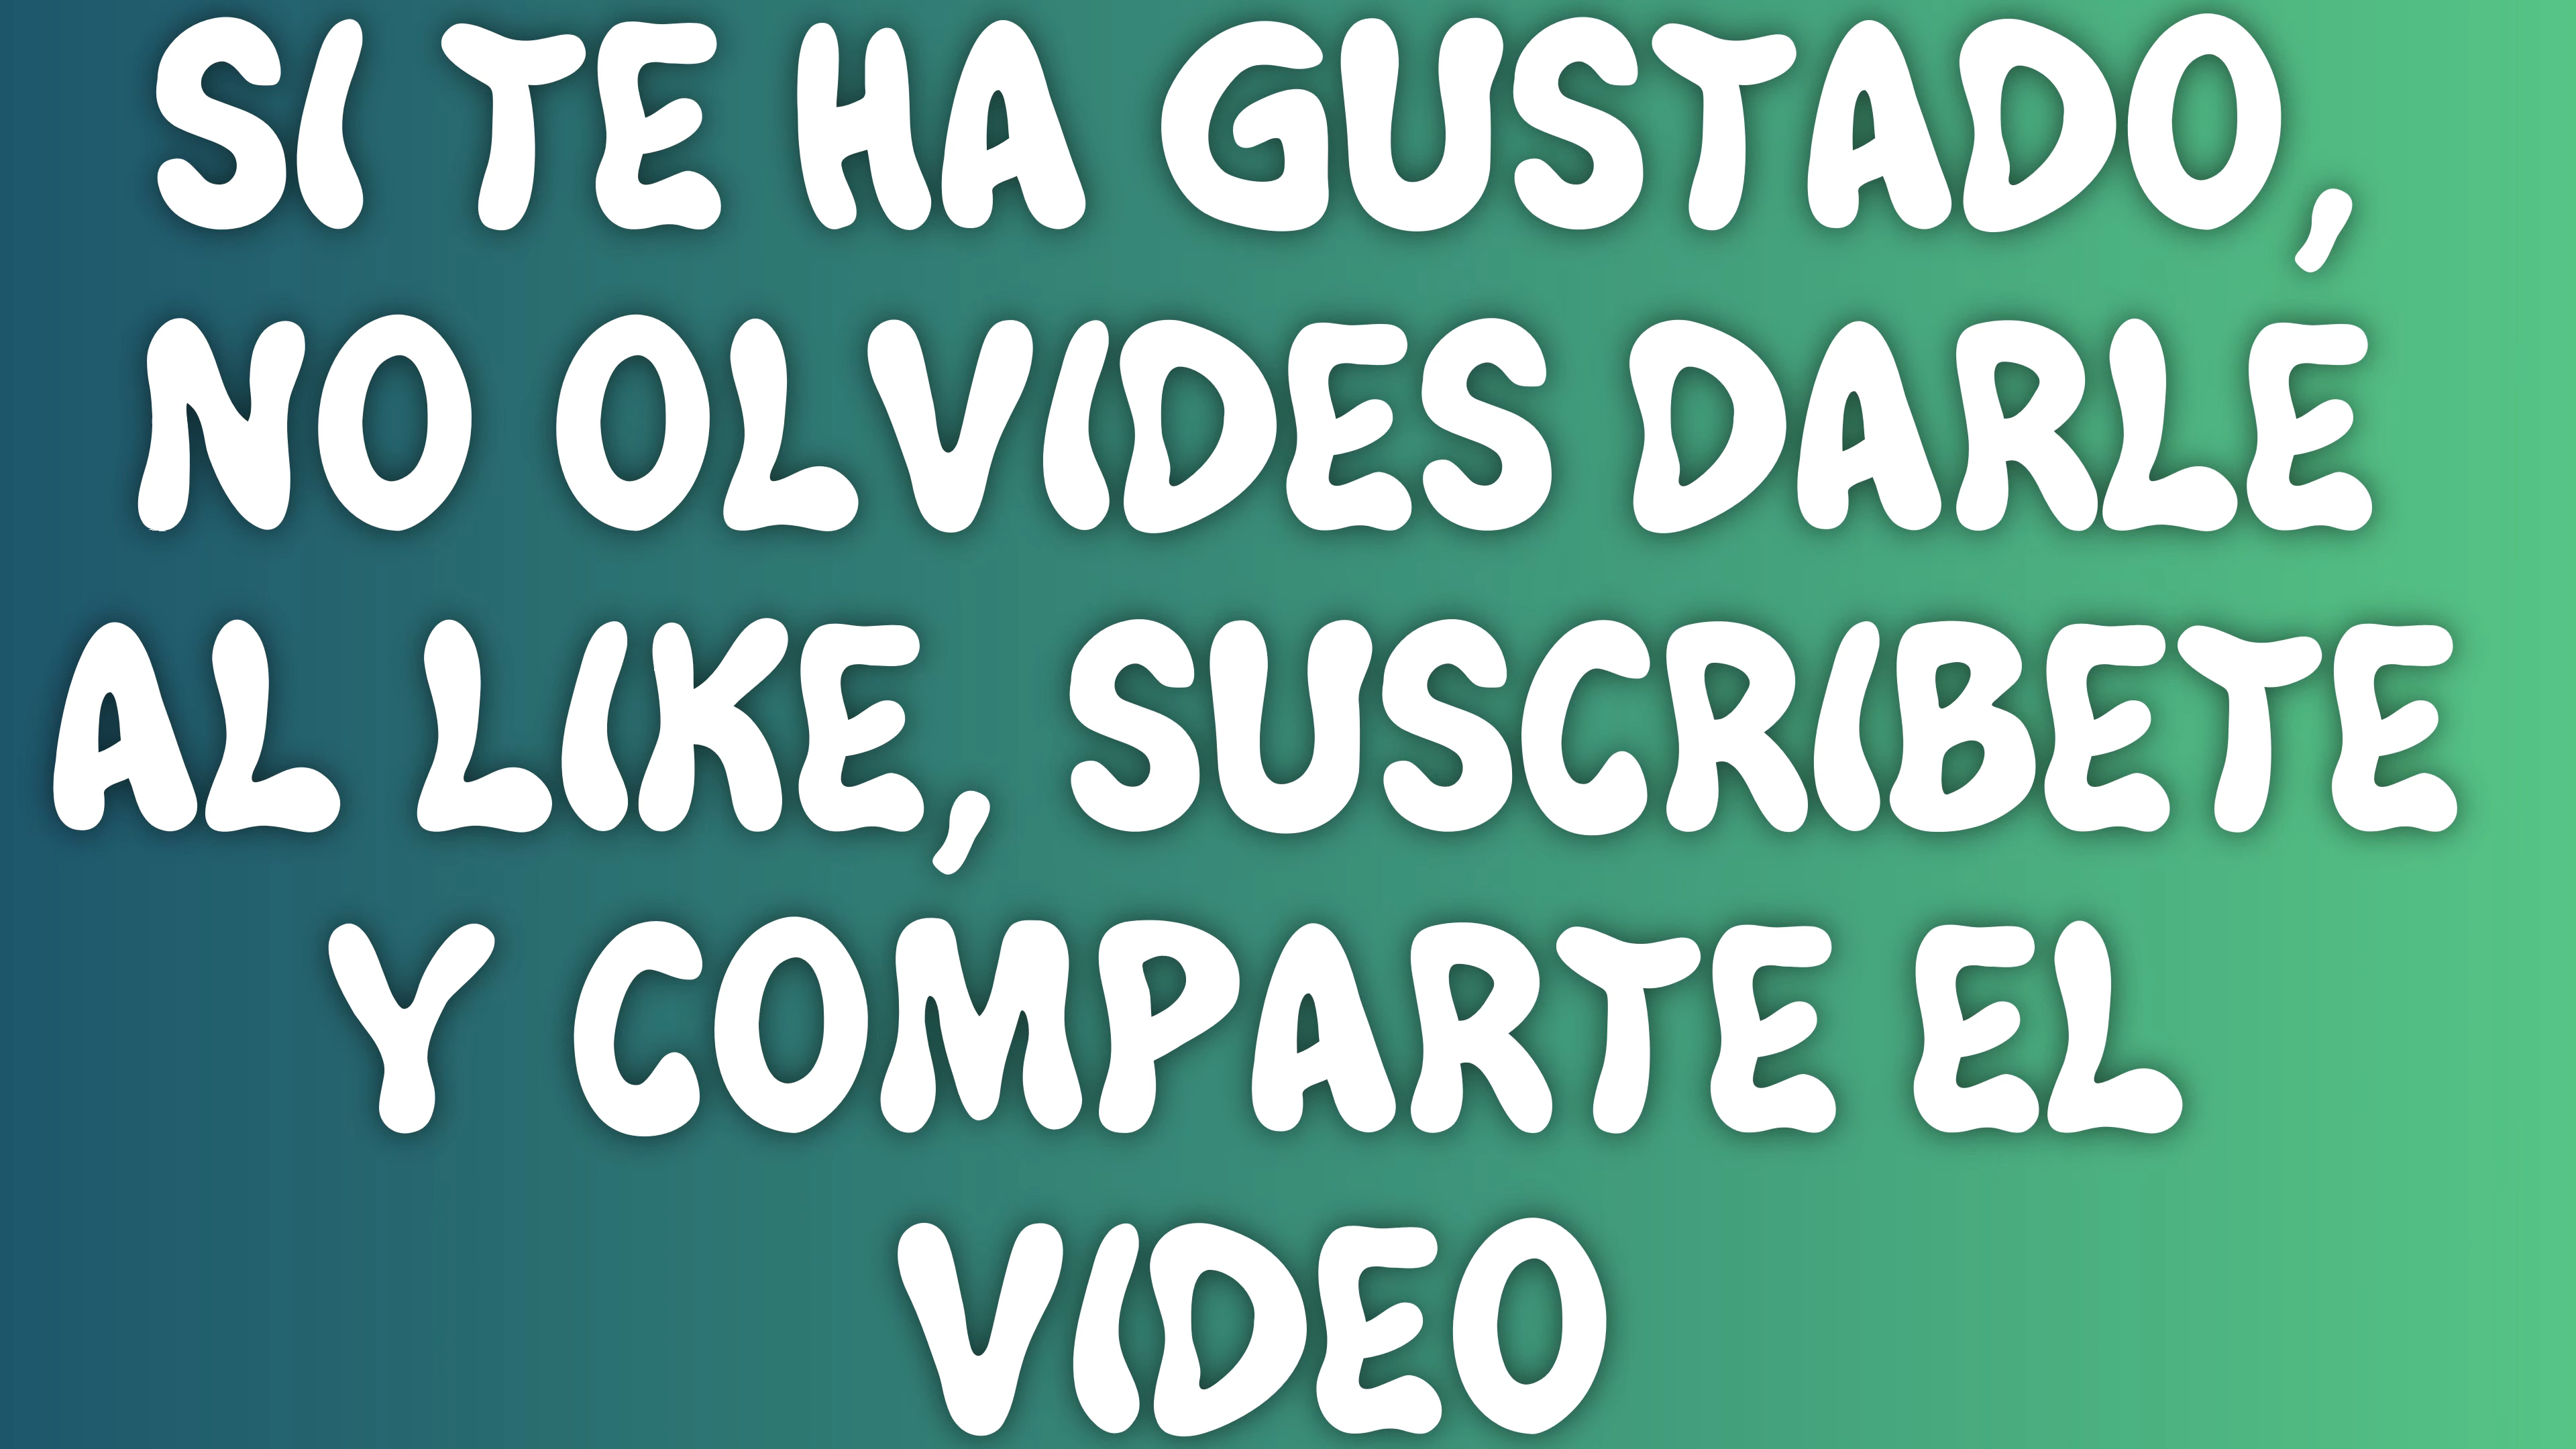 SI TE HA GUSTADO,
NO OLVIDES DARLE
AL LIKE, SUSCRIBETE
Y COMPARTE EL
VIDEO